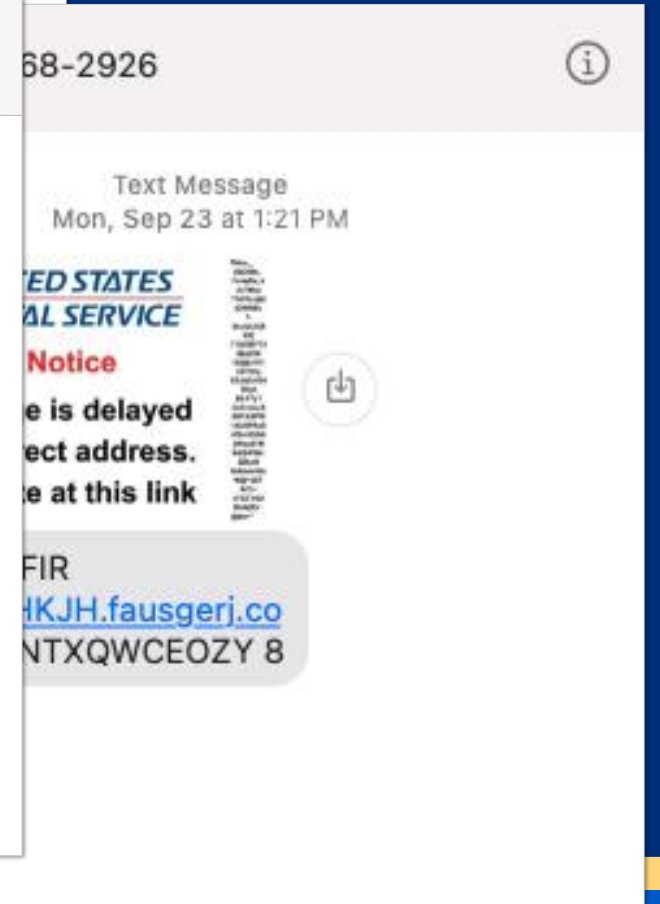 68-2926
Text Message
Mon, Sep 23 at 1:21 PM
ED STATES
AL SERVICE
Notice
e is delayed
ect address.
e at this link
FIR
HKJH.fausgerj.co
NTXQWCEOZY 8